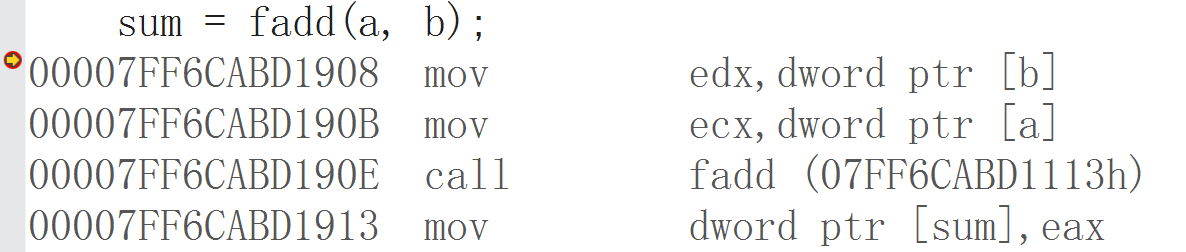 sum = fadd(a, b);
00007FF6CABD1908 mov edx,dword ptr [b]
00007FF6CABD190B mov ecx,dword ptr [a]
00007FF6CABD190E call fadd (07FF6CABD1113h)
00007FF6CABD1913 mov dword ptr [sum],eax